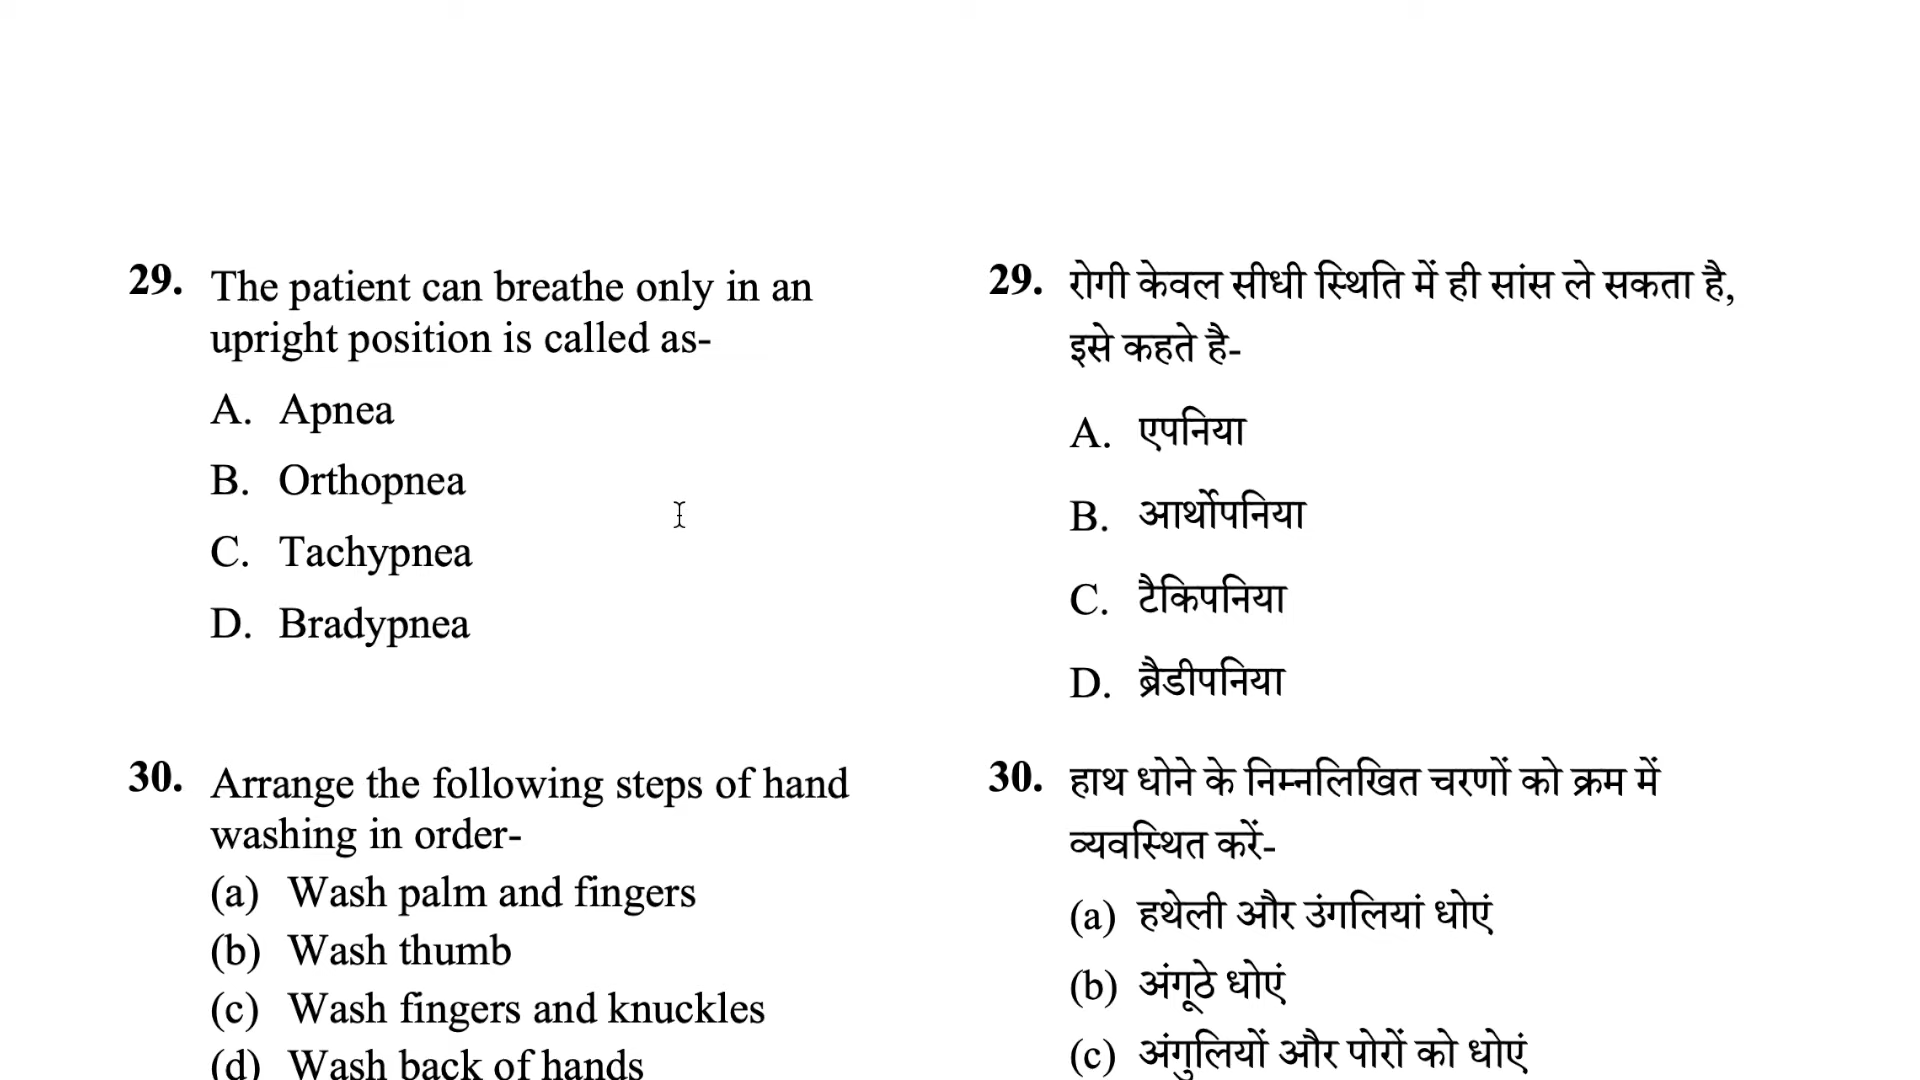 29. The patient can breathe only in an
upright position is called as-
A. Apnea
B. Orthopnea
C. Tachypnea
D. Bradypnea
30. Arrange the following steps of hand
washing in order-
(a) Wash palm and fingers
(b) Wash thumb
(c) Wash fingers and knuckles
(d) Wash back of hands
29. रोगी केवल सीधी स्थिति में ही सांस ले सकता है,
इसे कहते है-
A. एपनिया
B. आर्थोपनिया
C. टैकिपनिया
D. ब्रैडीपनिया
30. हाथ धोने के निम्नलिखित चरणों को क्रम में
व्यवस्थित करें-
(a) हथेली और उंगलियां धोएं
(b) अंगूठे धोएं
(c) अंगुलियों और पोरों को धोएं